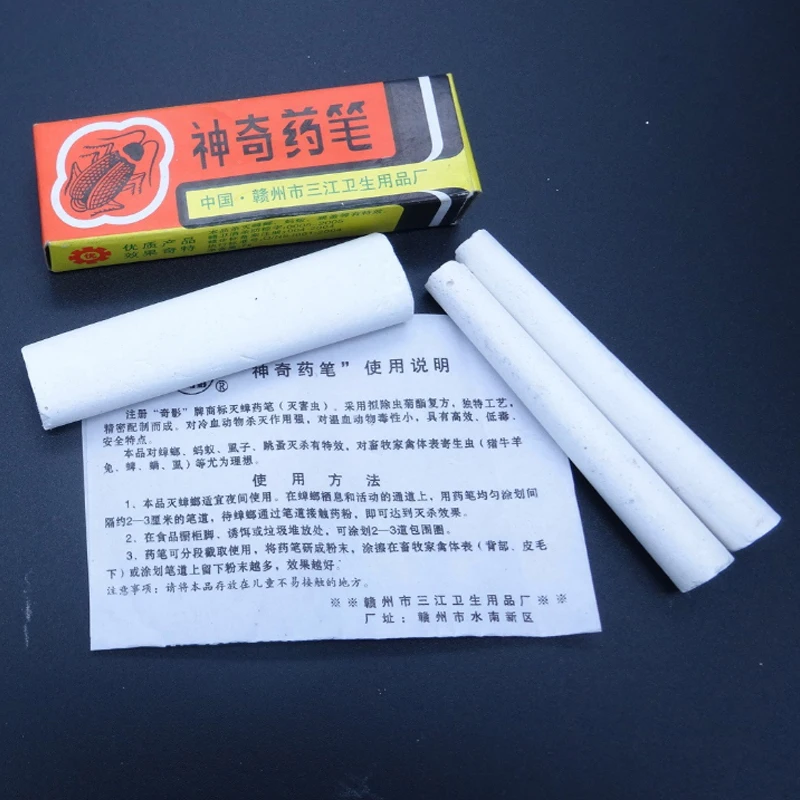 神奇药笔
中国·赣州市三江卫生用品厂
优质产品
效果奇特
优
®
神奇药笔”使用说明
注册“奇影”牌商标灭蟑药笔（灭害虫）。采用拟除虫菊酯复方，独特工艺，
精密配制而成。对冷血动物杀灭作用强，对温血动物毒性小，具有高效、低毒、
安全特点。
本品对蟑螂、蚂蚁、虱子、跳蚤灭杀有特效，对畜牧家禽体表寄生虫（猪牛羊
兔、蜱、螨、虱）等尤为理想。
使用方法
1、本品灭蟑螂适宜夜间使用。在蟑螂栖息和活动的通道上，用药笔均匀涂划间
隔约2—3厘米的笔道，待蟑螂通过笔道接触药粉，即可达到灭杀效果。
2、在食品橱柜脚、诱饵或垃圾堆放处，可涂划2—3道包围圈。
3、药笔可分段截取使用，将药笔研成粉末，涂擦在畜牧家禽体表（背部、皮毛
下）或涂划笔道上留下粉末越多，效果越好。
注意事项：请将本品存放在儿童不易接触的地方。
※※赣州市三江卫生用品厂※※
厂址：赣州市水南新区